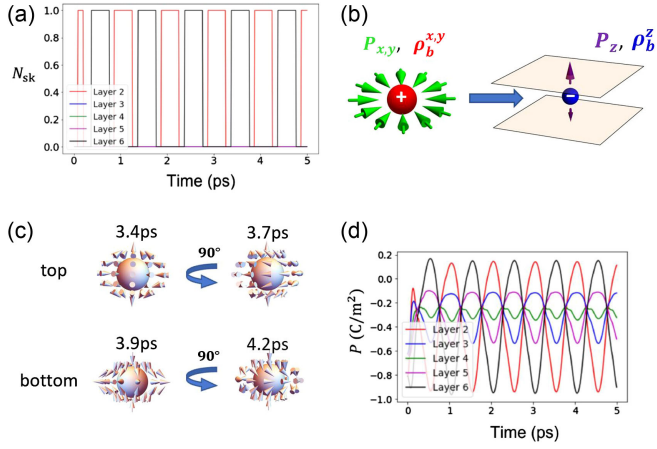 (a)
1.0
0.8
0.6
0.4
0.2
0.0
N_sk
Layer 2
Layer 3
Layer 4
Layer 5
Layer 6
0 1 2 3 4 5
Time (ps)
(b)
P_{x,y}, ρ_b^{x,y}
+
P_z, ρ_b^z
−
(c)
3.4ps 3.7ps
top
90°
3.9ps 4.2ps
bottom
90°
(d)
0.2
0.0
−0.2
−0.4
−0.6
−0.8
−1.0
P (C/m²)
Layer 2
Layer 3
Layer 4
Layer 5
Layer 6
0 1 2 3 4 5
Time (ps)